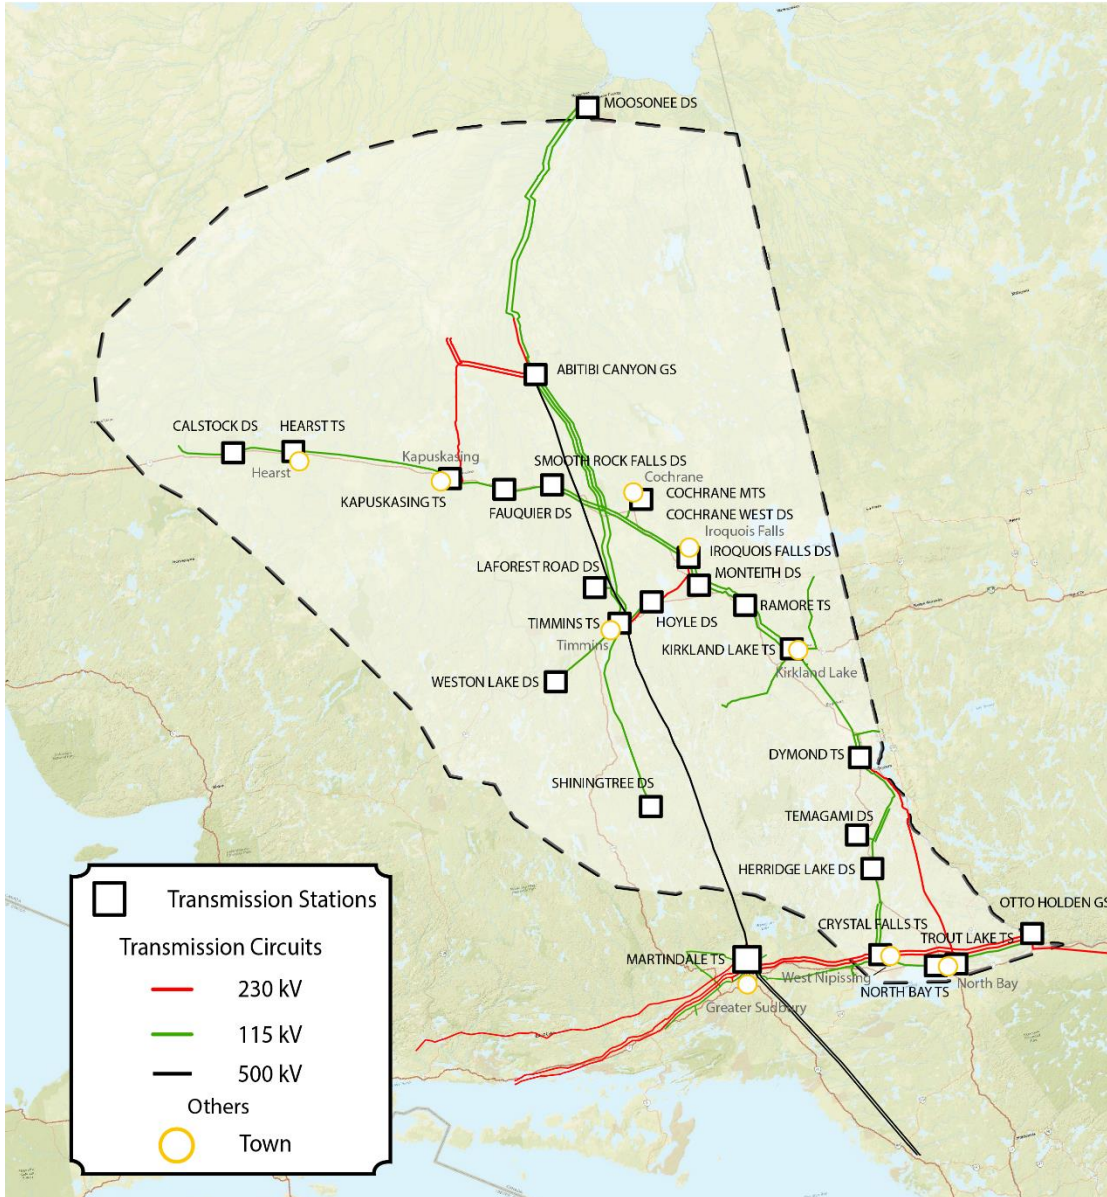 MOOSONEE DS
ABITIBI CANYON GS
CALSTOCK DS
HEARST TS
Hearst
Kapuskasing
KAPUSKASING TS
SMOOTH ROCK FALLS DS
FAUQUIER DS
Cochrane
COCHRANE MTS
COCHRANE WEST DS
Iroquois Falls
IROQUOIS FALLS DS
LAFOREST ROAD DS
MONTEITH DS
RAMORE TS
TIMMINS TS
HOYLE DS
Timmins
KIRKLAND LAKE TS
Kirkland Lake
WESTON LAKE DS
DYMOND TS
SHININGTREE DS
TEMAGAMI DS
HERRIDGE LAKE DS
OTTO HOLDEN GS
CRYSTAL FALLS TS
TROUT LAKE TS
MARTINDALE TS
West Nipissing
NORTH BAY TS
North Bay
Greater Sudbury
Transmission Stations
Transmission Circuits
230 kV
115 kV
500 kV
Others
Town